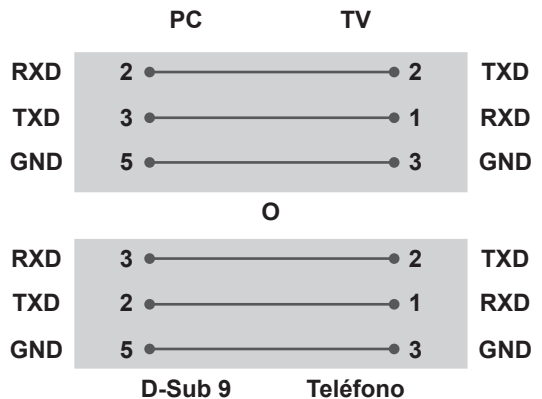 PC TV
RXD 2 2 TXD
TXD 3 1 RXD
GND 5 3 GND
O
RXD 3 2 TXD
TXD 2 1 RXD
GND 5 3 GND
D-Sub 9 Teléfono